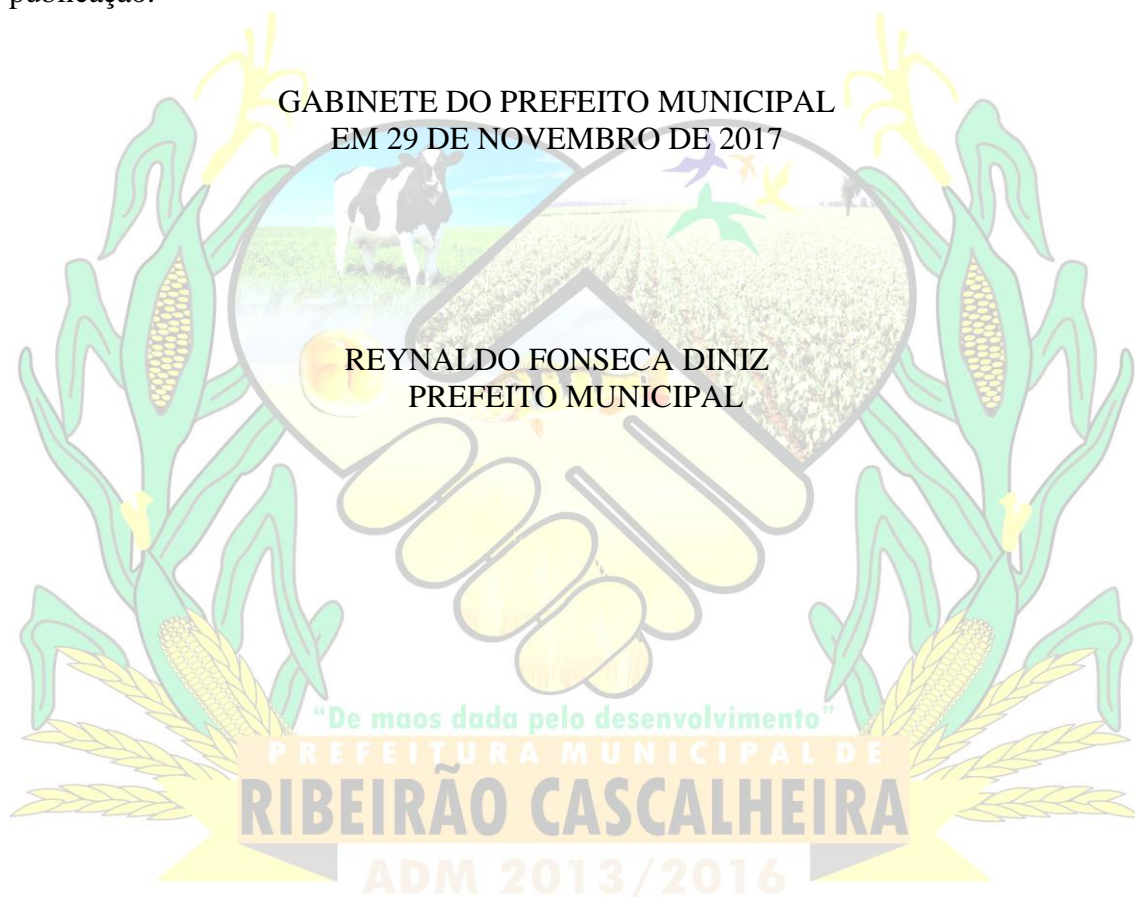 publicação.
GABINETE DO PREFEITO MUNICIPAL
EM 29 DE NOVEMBRO DE 2017
REYNALDO FONSECA DINIZ
PREFEITO MUNICIPAL
"De maos dada pelo desenvolvimento"
PREFEITURA MUNICIPAL DE
RIBEIRÃO CASCALHEIRA
ADM 2013/2016